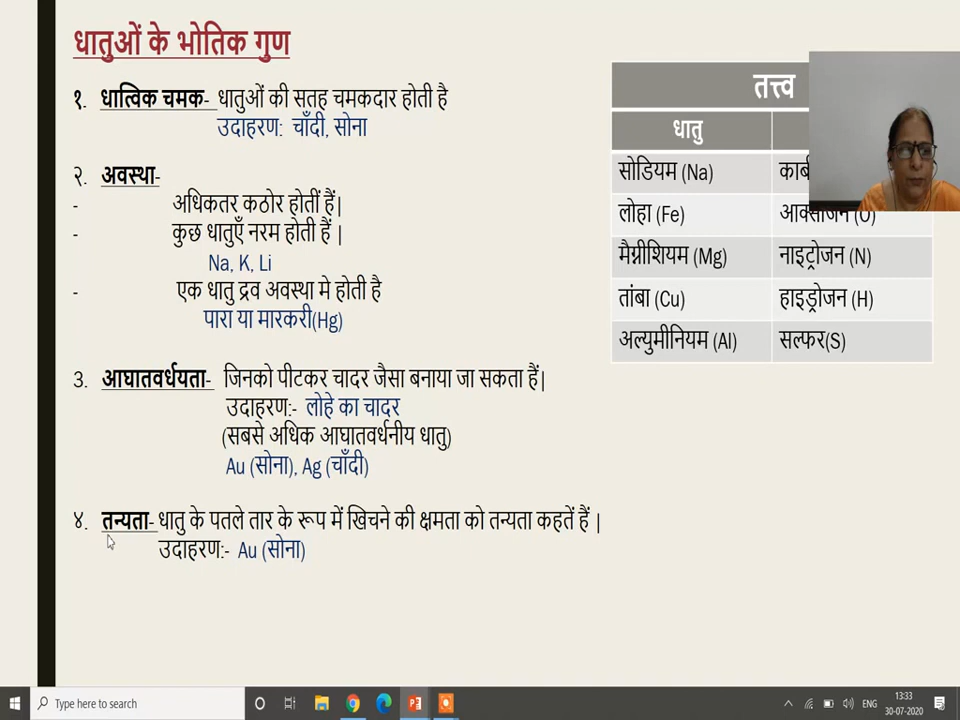 धातुओं के भोतिक गुण
१. धात्विक चमक- धातुओं की सतह चमकदार होती है
उदाहरण: चाँदी, सोना
२. अवस्था-
- अधिकतर कठोर होतीं हैं|
- कुछ धातुएँ नरम होती हैं |
Na, K, Li
- एक धातु द्रव अवस्था मे होती है
पारा या मारकरी(Hg)
3. आघातवर्धयता- जिनको पीटकर चादर जैसा बनाया जा सकता हैं|
उदाहरण:- लोहे का चादर
(सबसे अधिक आघातवर्धनीय धातु)
Au (सोना), Ag (चाँदी)
४. तन्यता- धातु के पतले तार के रूप में खिचने की क्षमता को तन्यता कहतें हैं |
उदाहरण:- Au (सोना)
तत्त्व
धातु
सोडियम (Na)
लोहा (Fe)
मैग्नीशियम (Mg) नाइट्रोजन (N)
तांबा (Cu) हाइड्रोजन (H)
अल्युमीनियम (Al) सल्फर(S)
Type here to search
ENG
13:33
30-07-2020